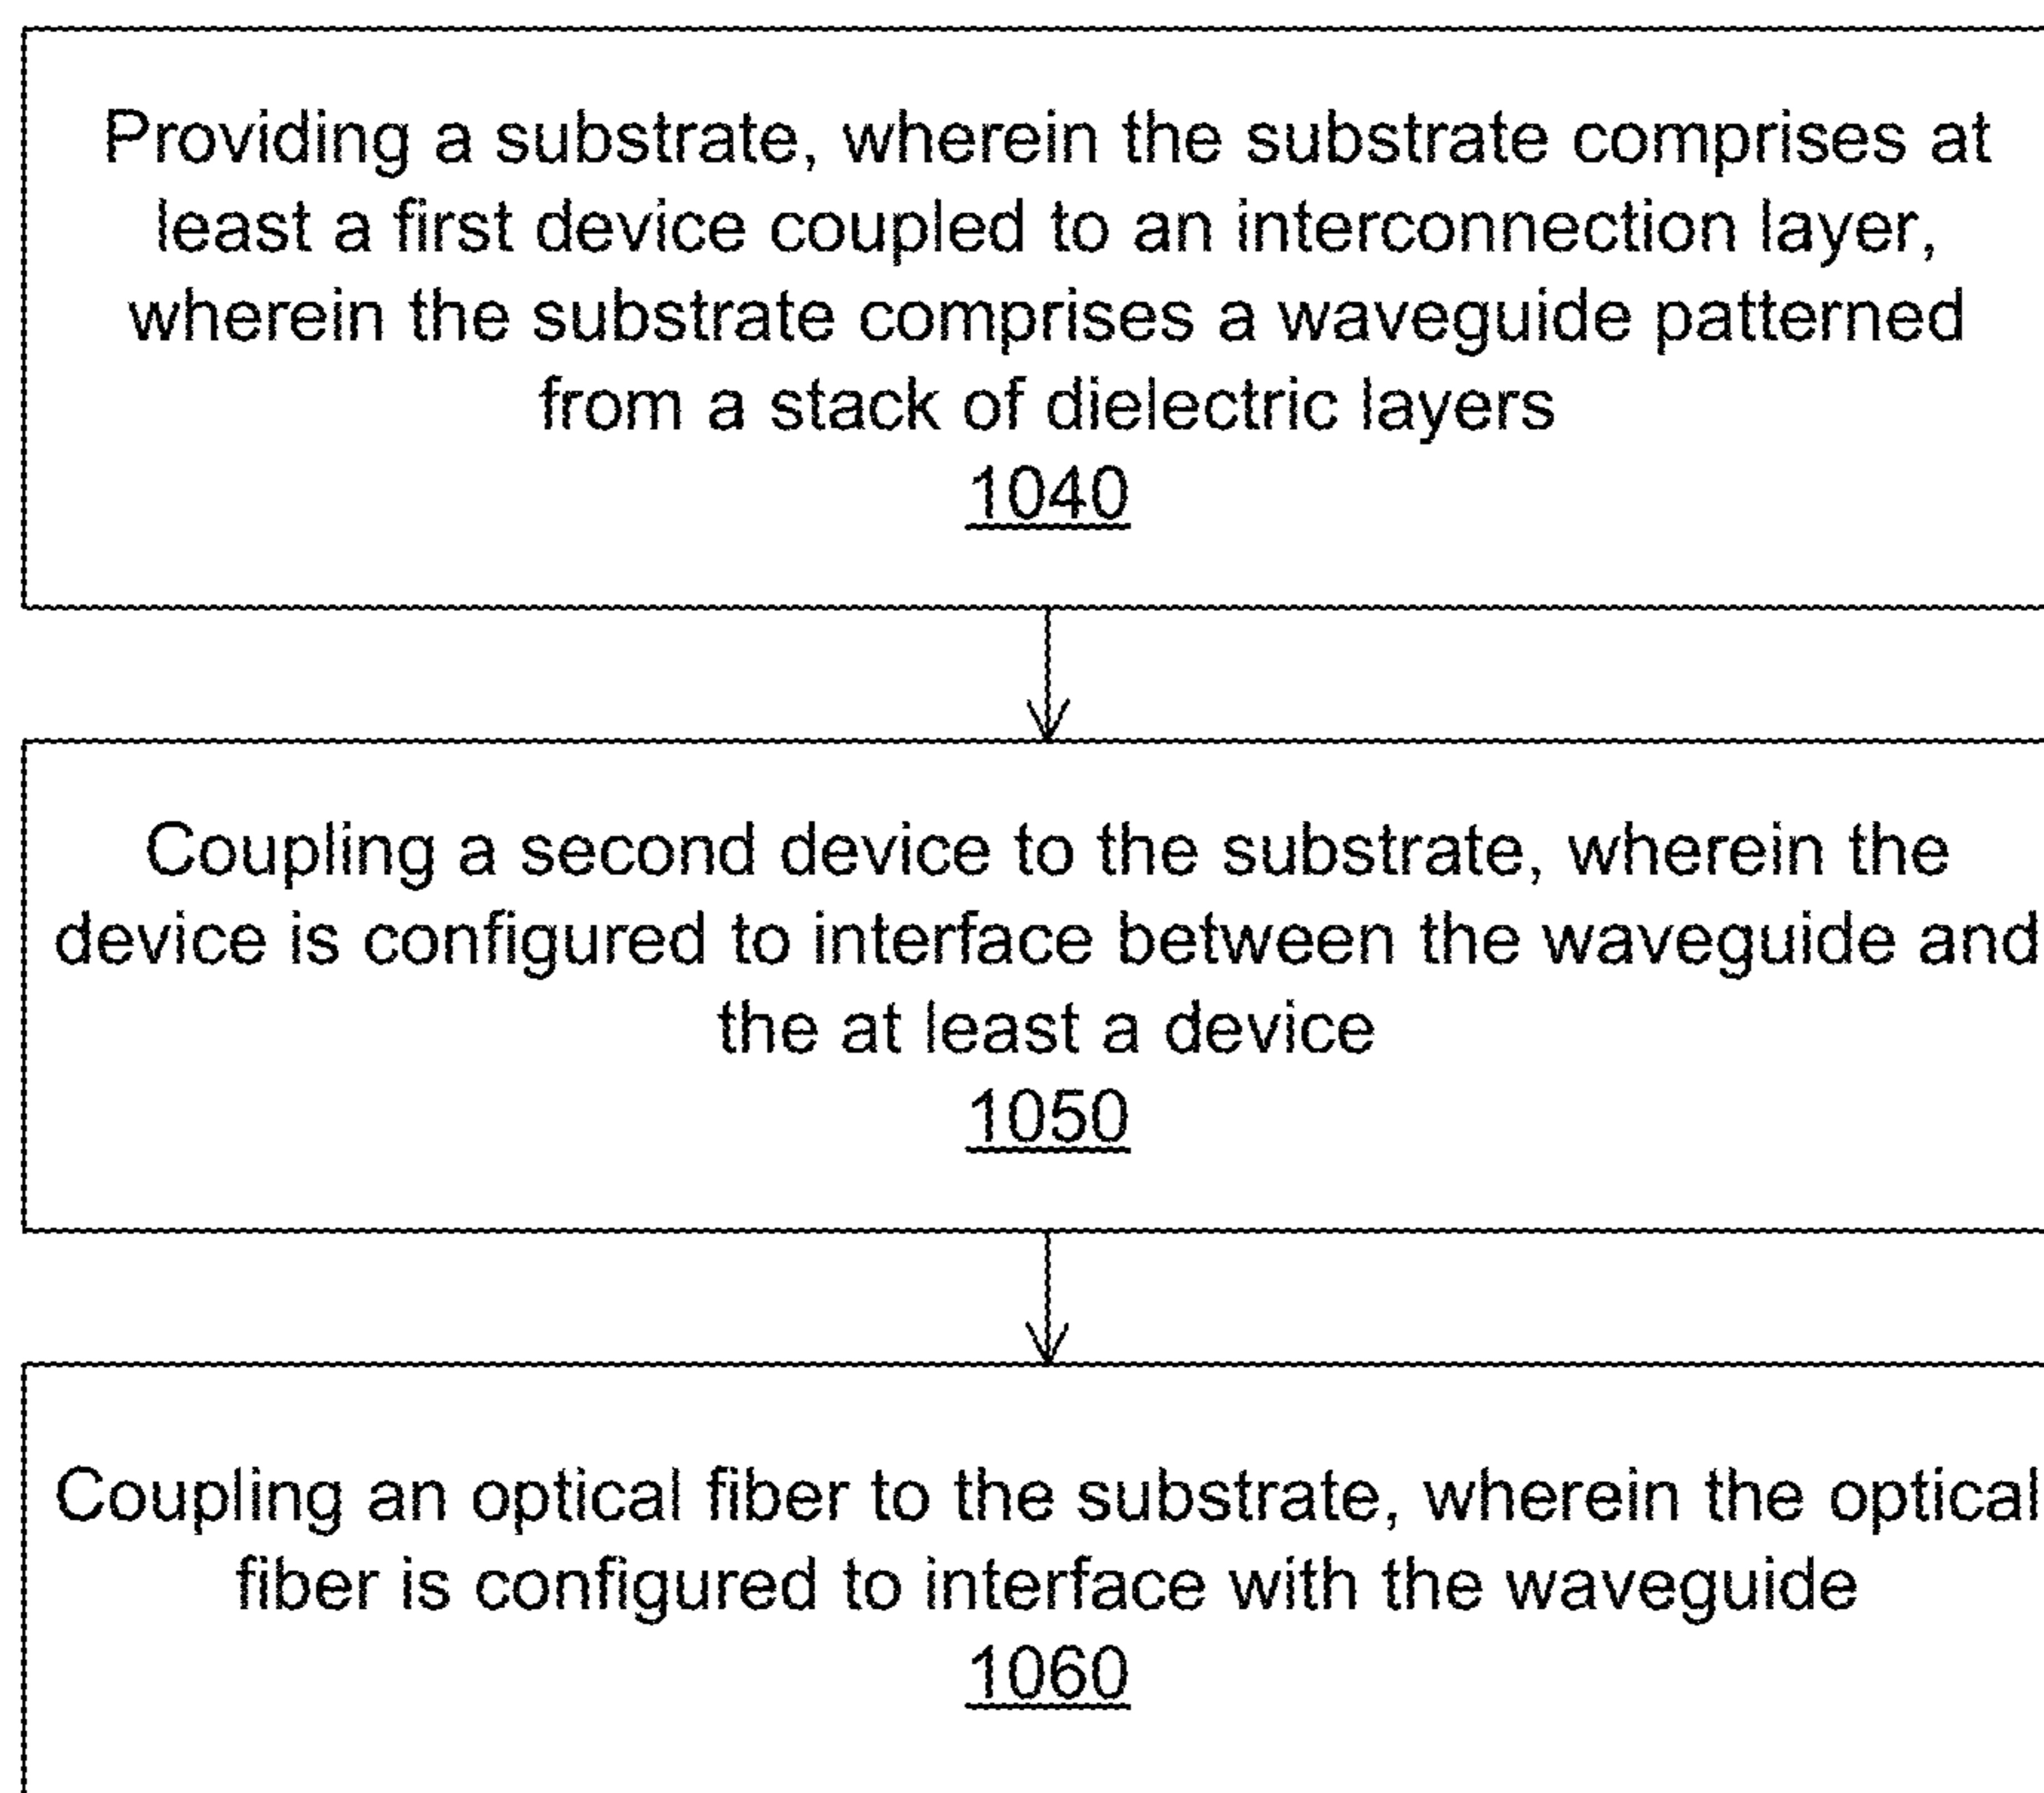 Providing a substrate, wherein the substrate comprises at
least a first device coupled to an interconnection layer,
wherein the substrate comprises a waveguide patterned
from a stack of dielectric layers
1040
Coupling a second device to the substrate, wherein the
device is configured to interface between the waveguide and
the at least a device
1050
Coupling an optical fiber to the substrate, wherein the optical
fiber is configured to interface with the waveguide
1060